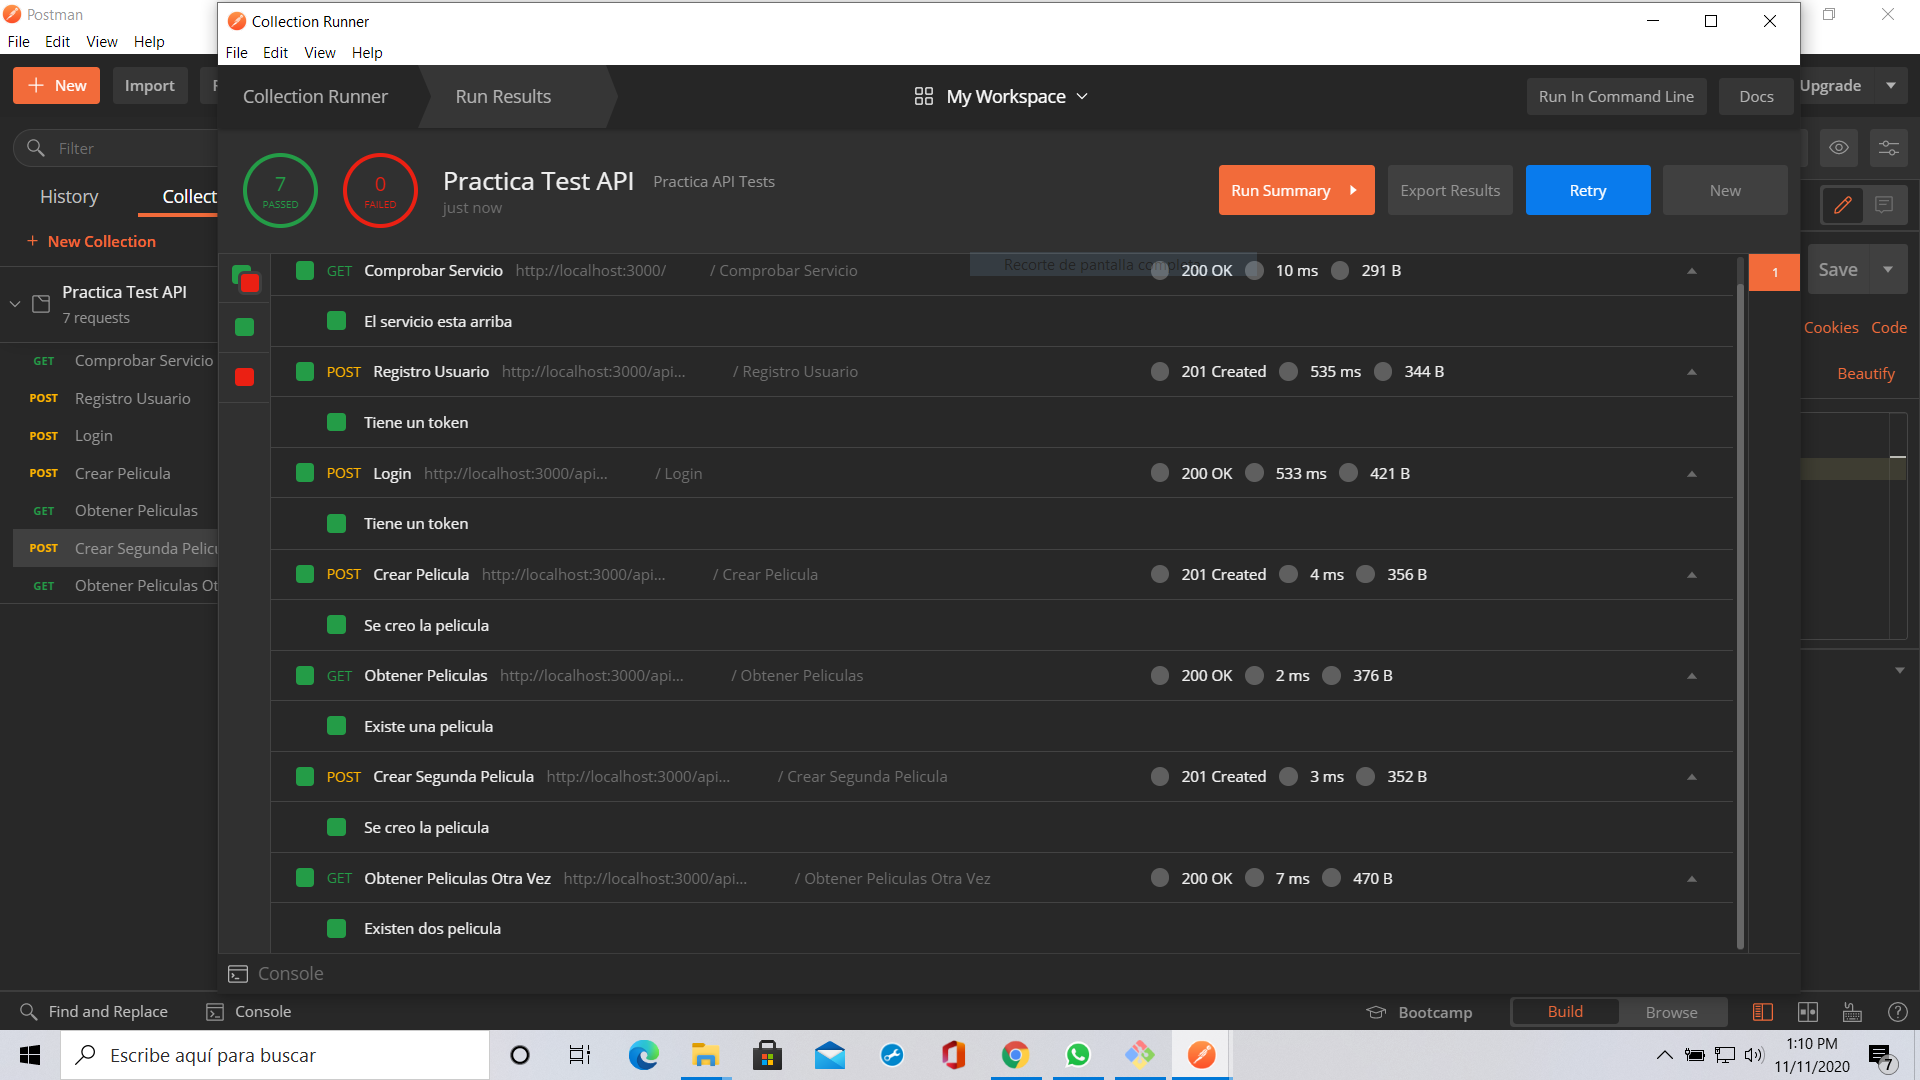 Postman
File Edit View Help
Collection Runner
File Edit View Help
New
Import
Collection Runner
Run Results
My Workspace
Run In Command Line
Docs
Upgrade
Filter
History
Collect
New Collection
Practica Test API
7 requests
GET Comprobar Servicio
POST Registro Usuario
POST Login
POST Crear Pelicula
GET Obtener Peliculas
POST Crear Segunda Pelicu
GET Obtener Peliculas Ot
7
PASSED
0
FAILED
Practica Test API Practica API Tests
just now
Run Summary
Export Results
Retry
New
Recorte de pantalla
GET Comprobar Servicio http://localhost:3000/ / Comprobar Servicio 200 OK 10 ms 291 B
El servicio esta arriba
POST Registro Usuario http://localhost:3000/api... / Registro Usuario 201 Created 535 ms 344 B
Tiene un token
POST Login http://localhost:3000/api... / Login 200 OK 533 ms 421 B
Tiene un token
POST Crear Pelicula http://localhost:3000/api... / Crear Pelicula 201 Created 4 ms 356 B
Se creo la pelicula
GET Obtener Peliculas http://localhost:3000/api... / Obtener Peliculas 200 OK 2 ms 376 B
Existe una pelicula
POST Crear Segunda Pelicula http://localhost:3000/api... / Crear Segunda Pelicula 201 Created 3 ms 352 B
Se creo la pelicula
GET Obtener Peliculas Otra Vez http://localhost:3000/api... / Obtener Peliculas Otra Vez 200 OK 7 ms 470 B
Existen dos pelicula
1
Save
Cookies Code
Beautify
Console
Find and Replace
Console
Bootcamp
Build
Browse
Escribe aquí para buscar
1:10 PM
11/11/2020
7